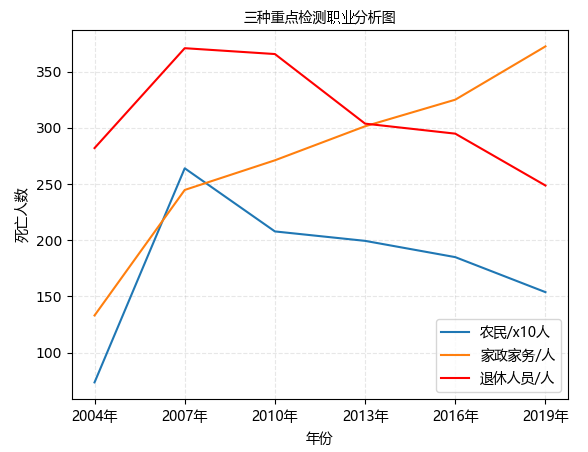 三种重点检测职业分析图
死亡人数
350
300
250
200
150
100
农民/x10人
家政家务/人
退休人员/人
2004年 2007年 2010年 2013年 2016年 2019年
年份